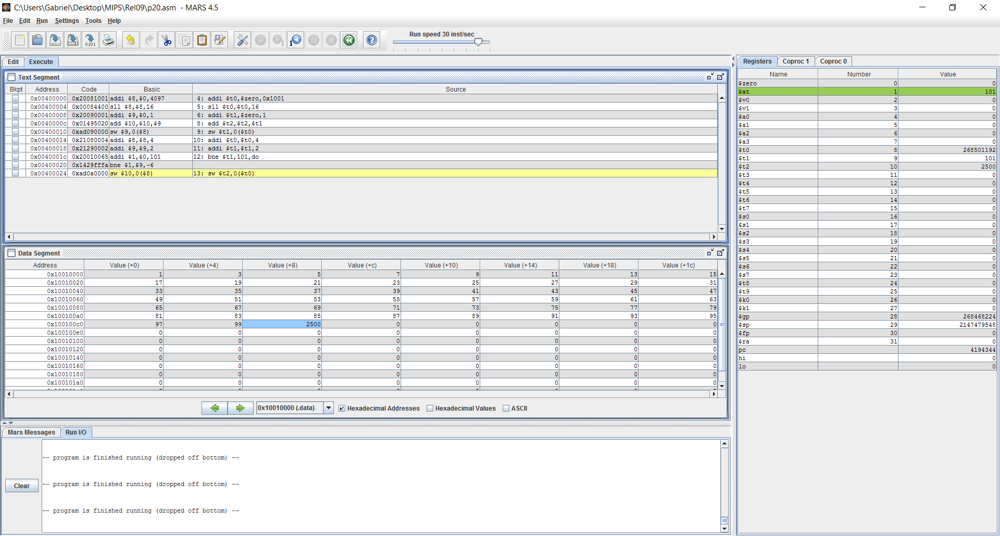 C:\Users\Gabriel\Desktop\MIPS\Rel09\p20.asm - MARS 4.5
File Edit Run Settings Tools Help
Run speed 30 inst/sec
Edit Execute
Text Segment
Bkpt Address Code Basic Source
0x00400000 0x20081001 addi $8,$0,4097 4: addi $t0,$zero,0x1001
0x00400004 0x00084400 sll $8,$8,16 5: sll $t0,$t0,16
0x00400008 0x20090001 addi $9,$0,1 6: addi $t1,$zero,1
0x0040000c 0x01495020 add $10,$10,$9 8: add $t2,$t2,$t1
0x00400010 0xad090000 sw $9,0($8) 9: sw $t1,0($t0)
0x00400014 0x21080004 addi $8,$8,4 10: addi $t0,$t0,4
0x00400018 0x21290002 addi $9,$9,2 11: addi $t1,$t1,2
0x0040001c 0x20010065 addi $1,$0,101 12: bne $t1,101,do
0x00400020 0x1429fffa bne $1,$9,-6
0x00400024 0xad0a0000 sw $10,0($8) 13: sw $t2,0($t0)
Data Segment
Address Value (+0) Value (+4) Value (+8) Value (+c) Value (+10) Value (+14) Value (+18) Value (+1c)
0x10010000 1 3 5 7 9 11 13 15
0x10010020 17 19 21 23 25 27 29 31
0x10010040 33 35 37 39 41 43 45 47
0x10010060 49 51 53 55 57 59 61 63
0x10010080 65 67 69 71 73 75 77 79
0x100100a0 81 83 85 87 89 91 93 95
0x100100c0 97 99 2500 0 0 0 0 0
0x100100e0 0 0 0 0 0 0 0 0
0x10010100 0 0 0 0 0 0 0 0
0x10010120 0 0 0 0 0 0 0 0
0x10010140 0 0 0 0 0 0 0 0
0x10010160 0 0 0 0 0 0 0 0
0x10010180 0 0 0 0 0 0 0 0
0x100101a0 0 0 0 0 0 0 0 0
0x10010000 (.data) Hexadecimal Addresses Hexadecimal Values ASCII
Mars Messages Run I/O
-- program is finished running (dropped off bottom) --
-- program is finished running (dropped off bottom) --
-- program is finished running (dropped off bottom) --
Clear
Registers Coproc 1 Coproc 0
Name Number Value
$zero 0 0
$at 1 101
$v0 2 0
$v1 3 0
$a0 4 0
$a1 5 0
$a2 6 0
$a3 7 0
$t0 8 268501192
$t1 9 101
$t2 10 2500
$t3 11 0
$t4 12 0
$t5 13 0
$t6 14 0
$t7 15 0
$s0 16 0
$s1 17 0
$s2 18 0
$s3 19 0
$s4 20 0
$s5 21 0
$s6 22 0
$s7 23 0
$t8 24 0
$t9 25 0
$k0 26 0
$k1 27 0
$gp 28 268468224
$sp 29 2147479548
$fp 30 0
$ra 31 0
pc 4194344
hi 0
lo 0